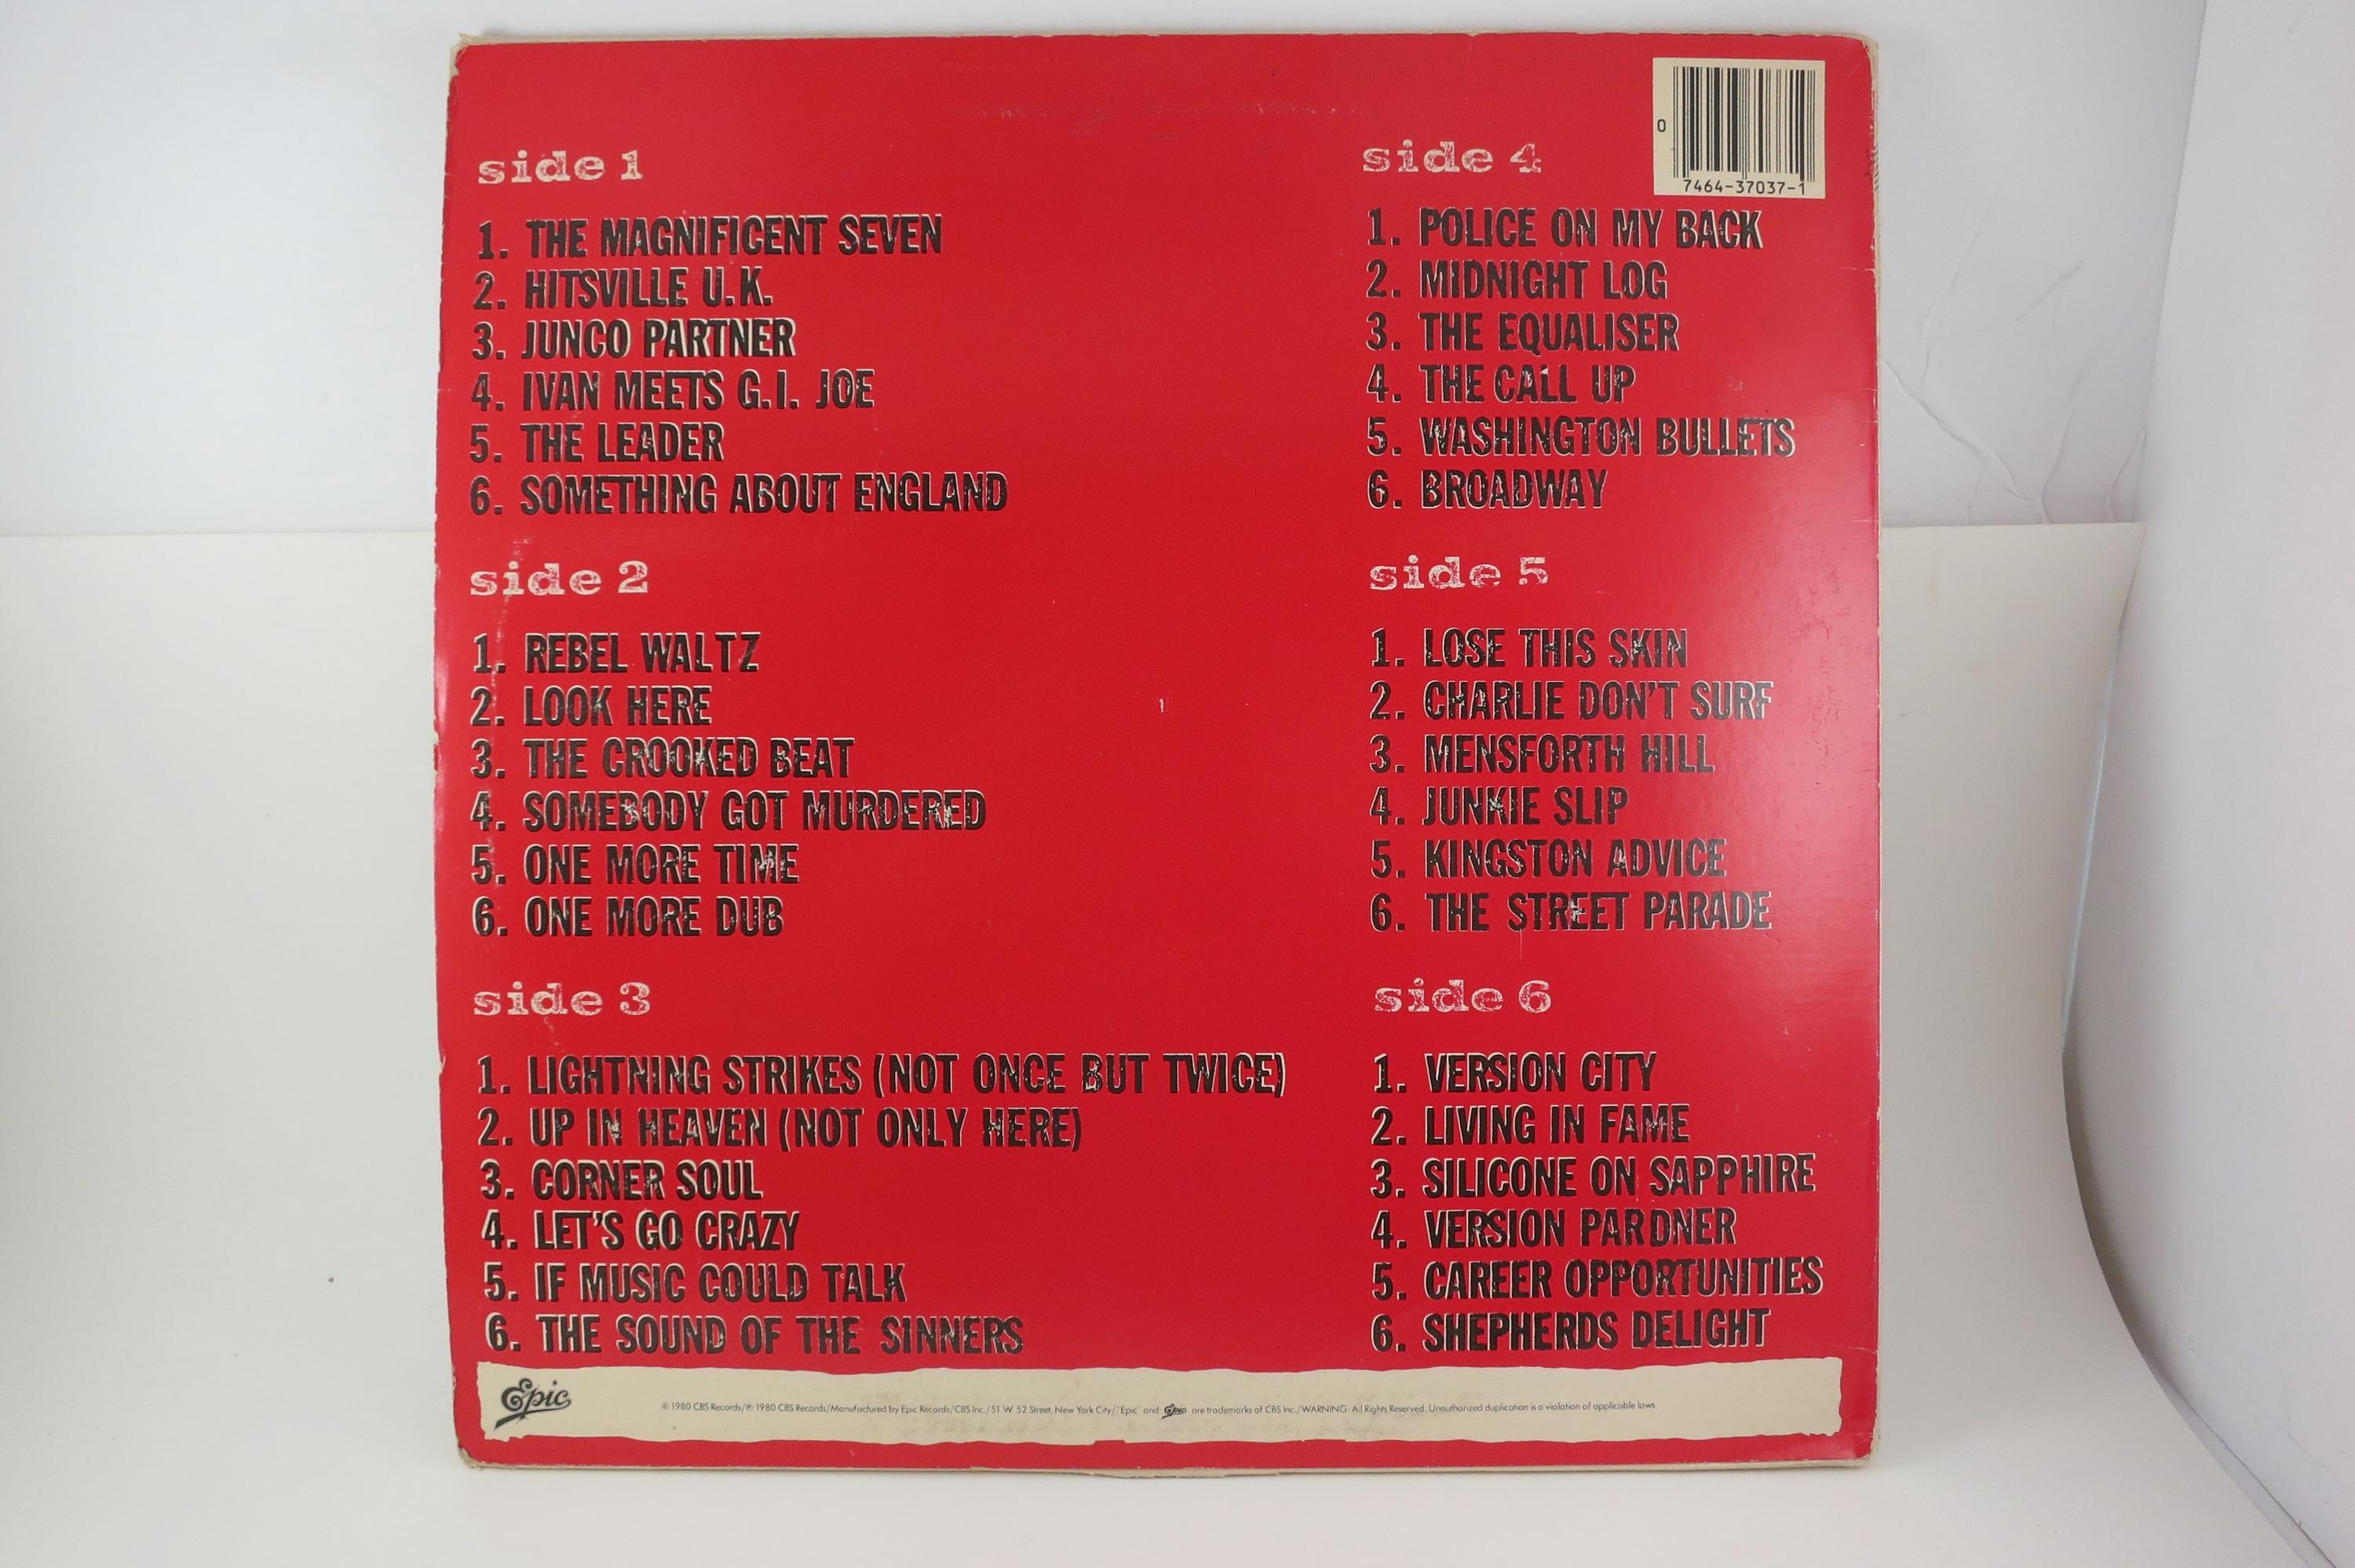 side 1
1. THE MAGNIFICENT SEVEN
2. HITSVILLE U.K.
3. JUNCO PARTNER
4. IVAN MEETS G.I. JOE
5. THE LEADER
6. SOMETHING ABOUT ENGLAND
side 2
1. REBEL WALTZ
2. LOOK HERE
3. THE CROOKED BEAT
4. SOMEBODY GOT MURDERED
5. ONE MORE TIME
6. ONE MORE DUB
side 3
1. LIGHTNING STRIKES (NOT ONCE BUT TWICE)
2. UP IN HEAVEN (NOT ONLY HERE)
3. CORNER SOUL
4. LET'S GO CRAZY
5. IF MUSIC COULD TALK
6. THE SOUND OF THE SINNERS
0
7464-37037-1
side 4
1. POLICE ON MY BACK
2. MIDNIGHT LOG
3. THE EQUALISER
4. THE CALL UP
5. WASHINGTON BULLETS
6. BROADWAY
side 5
1. LOSE THIS SKIN
2. CHARLIE DON'T SURF
3. MENSFORTH HILL
4. JUNKIE SLIP
5. KINGSTON ADVICE
6. THE STREET PARADE
side 6
1. VERSION CITY
2. LIVING IN FAME
3. SILICONE ON SAPPHIRE
4. VERSION PARDNER
5. CAREER OPPORTUNITIES
6. SHEPHERDS DELIGHT
Epic
© 1980 CBS Records/℗ 1980 CBS Records/Manufactured by Epic Records/CBS Inc./51 W. 52 Street, New York City/"Epic" and Epic are trademarks of CBS Inc./WARNING: All Rights Reserved. Unauthorized duplication is a violation of applicable laws.